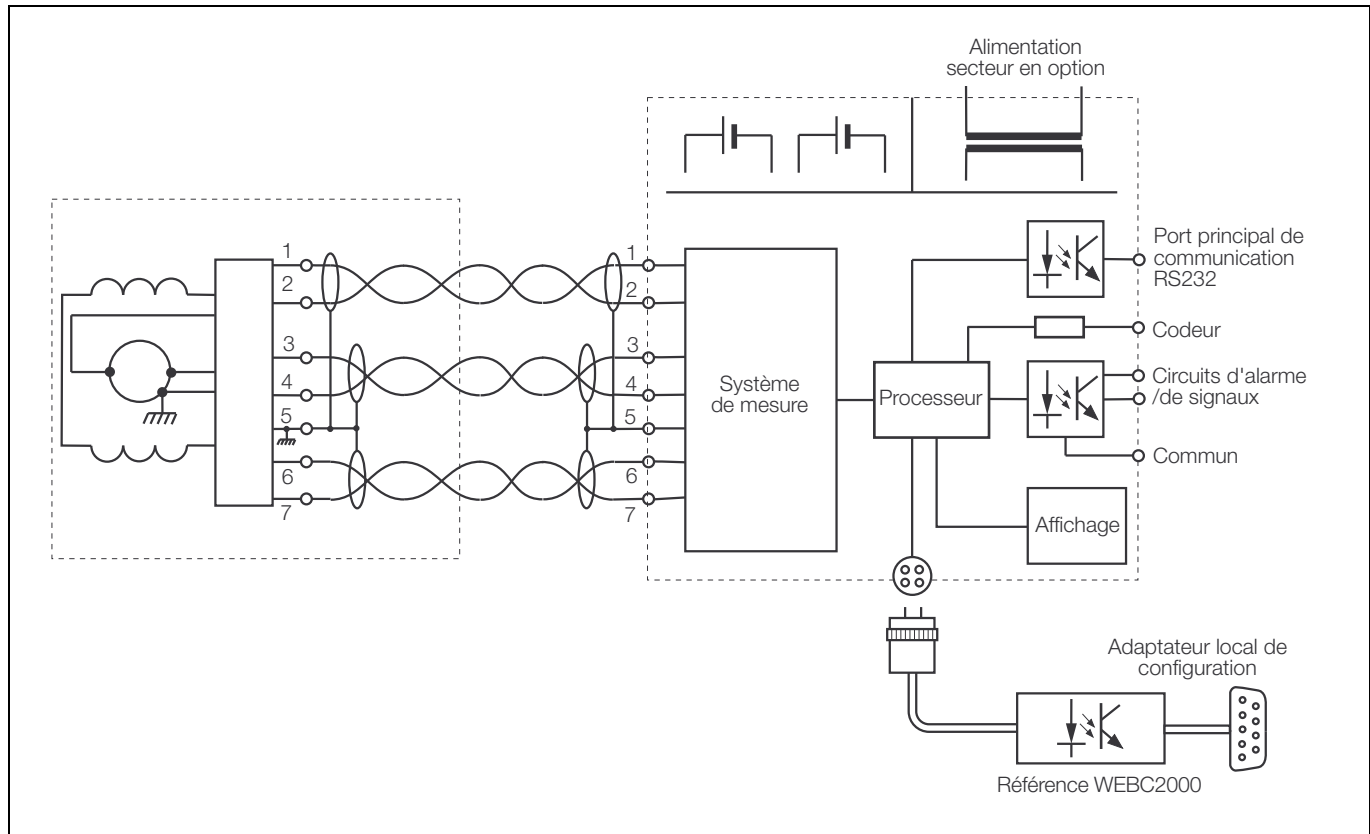 Alimentation
secteur en option
1
2
3
4
5
6
7
1
2
3
4
5
6
7
Système
de mesure
Processeur
Port principal de
communication
RS232
Codeur
Circuits d'alarme
/de signaux
Commun
Affichage
Adaptateur local de
configuration
Référence WEBC2000